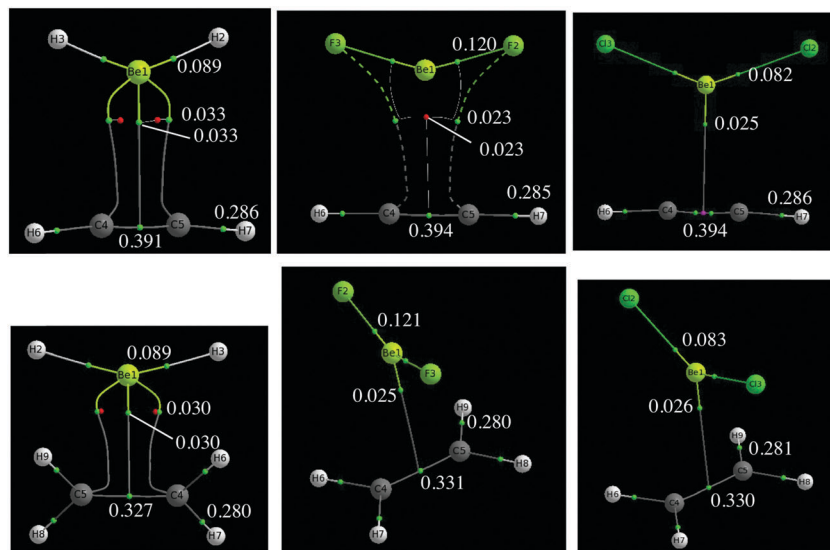 H3
H2
Be1
0.089
0.033
0.033
H6
C4
C5
0.286
H7
0.391
F3
F2
0.120
Be1
0.023
0.023
H6
C4
C5
0.285
H7
0.394
Cl3
Cl2
Be1
0.082
0.025
H6
C4
C5
0.286
H7
0.394
H2
H3
0.089
Be1
0.030
0.030
H9
H6
C5
C4
0.280
0.327
H8
H7
F2
0.121
Be1
F3
0.025
H9
0.280
C5
H8
H6
C4
0.331
H7
Cl2
0.083
Be1
Cl3
0.026
H9
0.281
C5
H8
H6
C4
0.330
H7